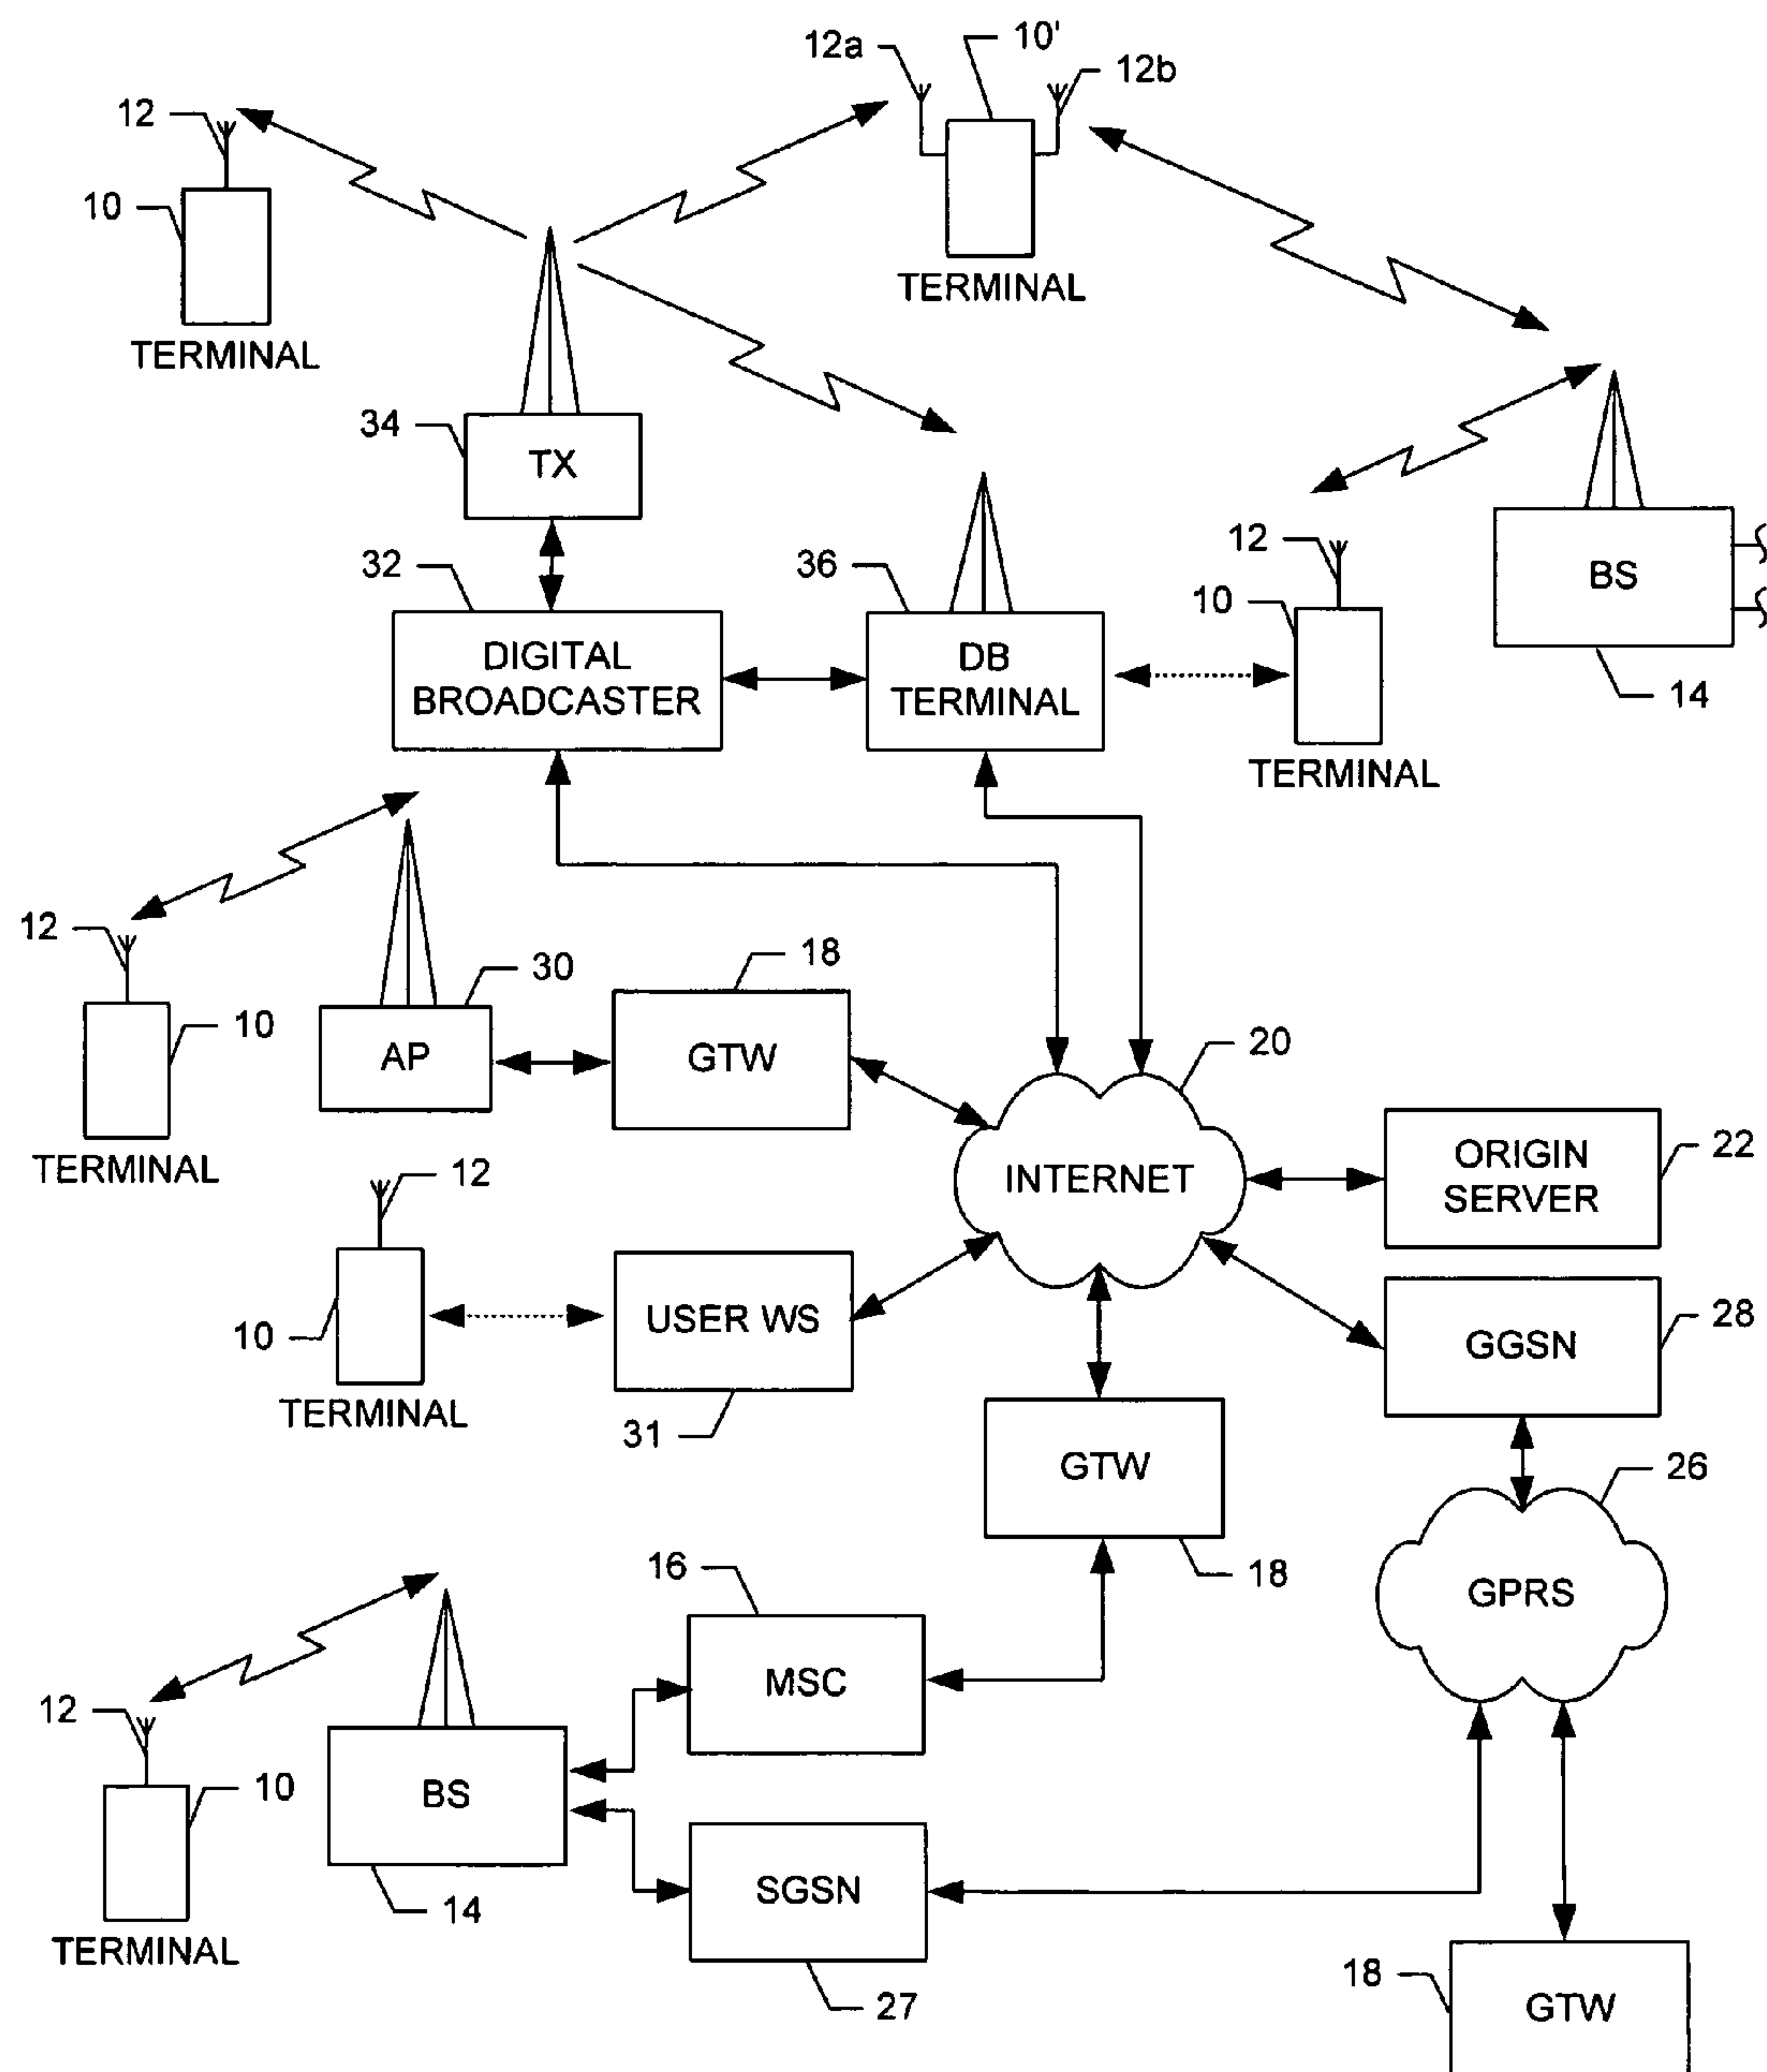 12a
10'
12b
12
10
TERMINAL
TERMINAL
34
TX
32
36
12
10
BS
DIGITAL
BROADCASTER
DB
TERMINAL
14
TERMINAL
12
30
18
10
AP
GTW
20
TERMINAL
12
INTERNET
ORIGIN
SERVER
22
10
USER WS
GGSN
28
TERMINAL
31
GTW
26
16
18
GPRS
12
MSC
10
BS
14
SGSN
TERMINAL
27
18
GTW